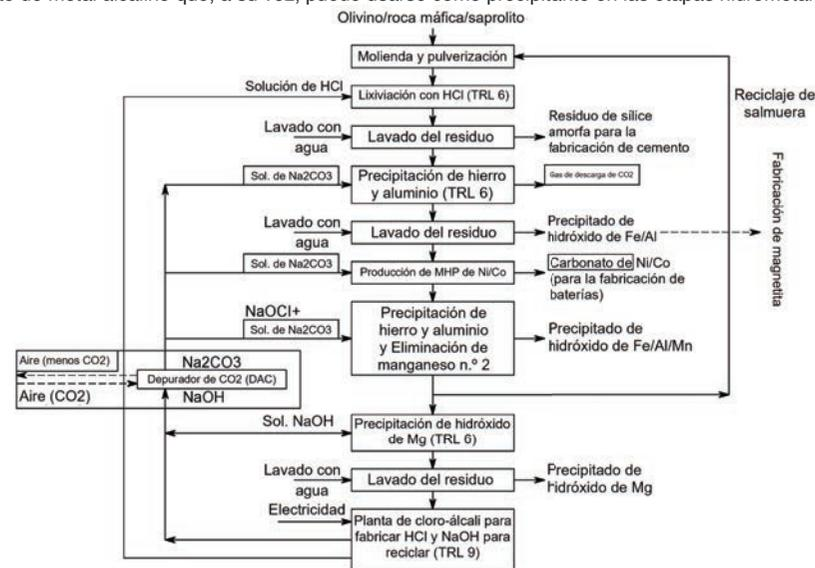 Olivino/roca máfica/saprolito
Molienda y pulverización
Solución de HCl
Lixiviación con HCl (TRL 6)
Reciclaje de
salmuera
Lavado con
agua
Lavado del residuo
Residuo de sílice
amorfa para la
fabricación de cemento
Sol. de Na2CO3
Precipitación de hierro
y aluminio (TRL 6)
Gas de descarga de CO2
Fabricación de magnetita
Lavado con
agua
Lavado del residuo
Precipitado de
hidróxido de Fe/Al
Sol. de Na2CO3
Producción de MHP de Ni/Co
Carbonato de Ni/Co
(para la fabricación de
baterías)
NaOCl+
Sol. de Na2CO3
Precipitación de
hierro y aluminio
y Eliminación de
manganeso n.º 2
Precipitado de
hidróxido de Fe/Al/Mn
Aire (menos CO2)
Na2CO3
Depurador de CO2 (DAC)
Aire (CO2)
NaOH
Sol. NaOH
Precipitación de hidróxido
de Mg (TRL 6)
Lavado con
agua
Lavado del residuo
Precipitado de
hidróxido de Mg
Electricidad
Planta de cloro-álcali para
fabricar HCl y NaOH para
reciclar (TRL 9)